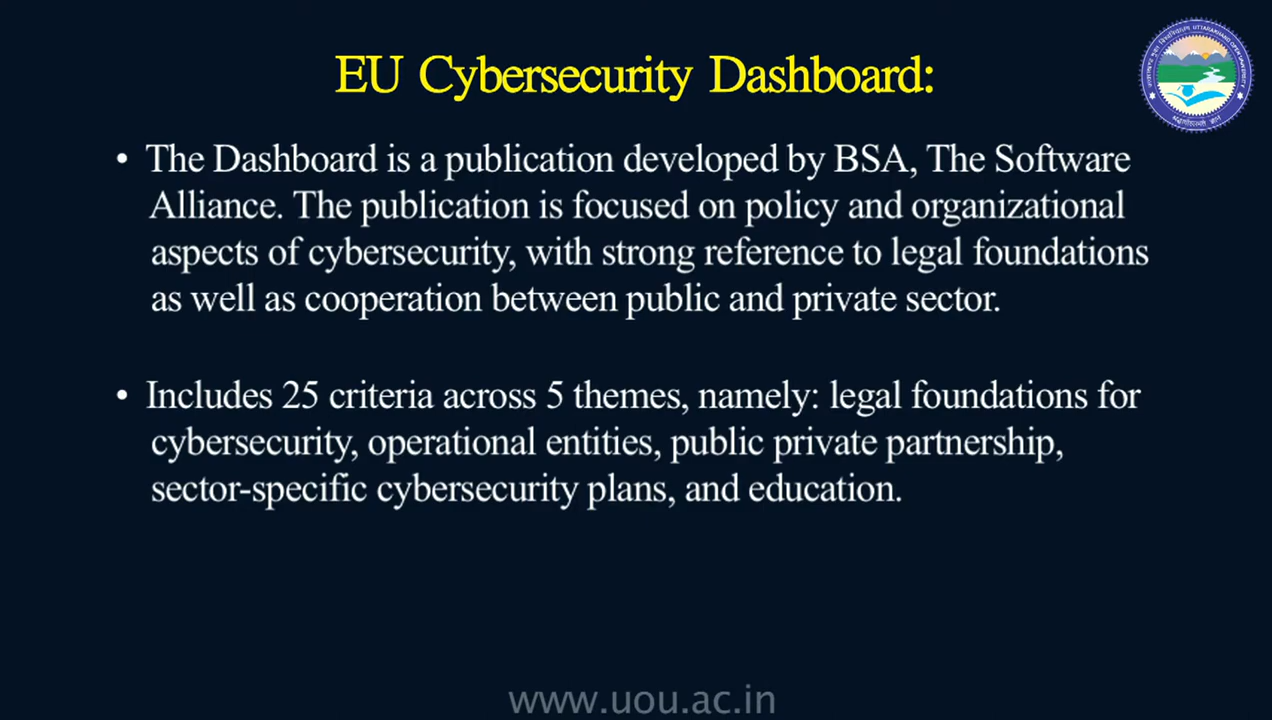 EU Cybersecurity Dashboard:
• The Dashboard is a publication developed by BSA, The Software
Alliance. The publication is focused on policy and organizational
aspects of cybersecurity, with strong reference to legal foundations
as well as cooperation between public and private sector.
• Includes 25 criteria across 5 themes, namely: legal foundations for
cybersecurity, operational entities, public private partnership,
sector-specific cybersecurity plans, and education.
www.uou.ac.in